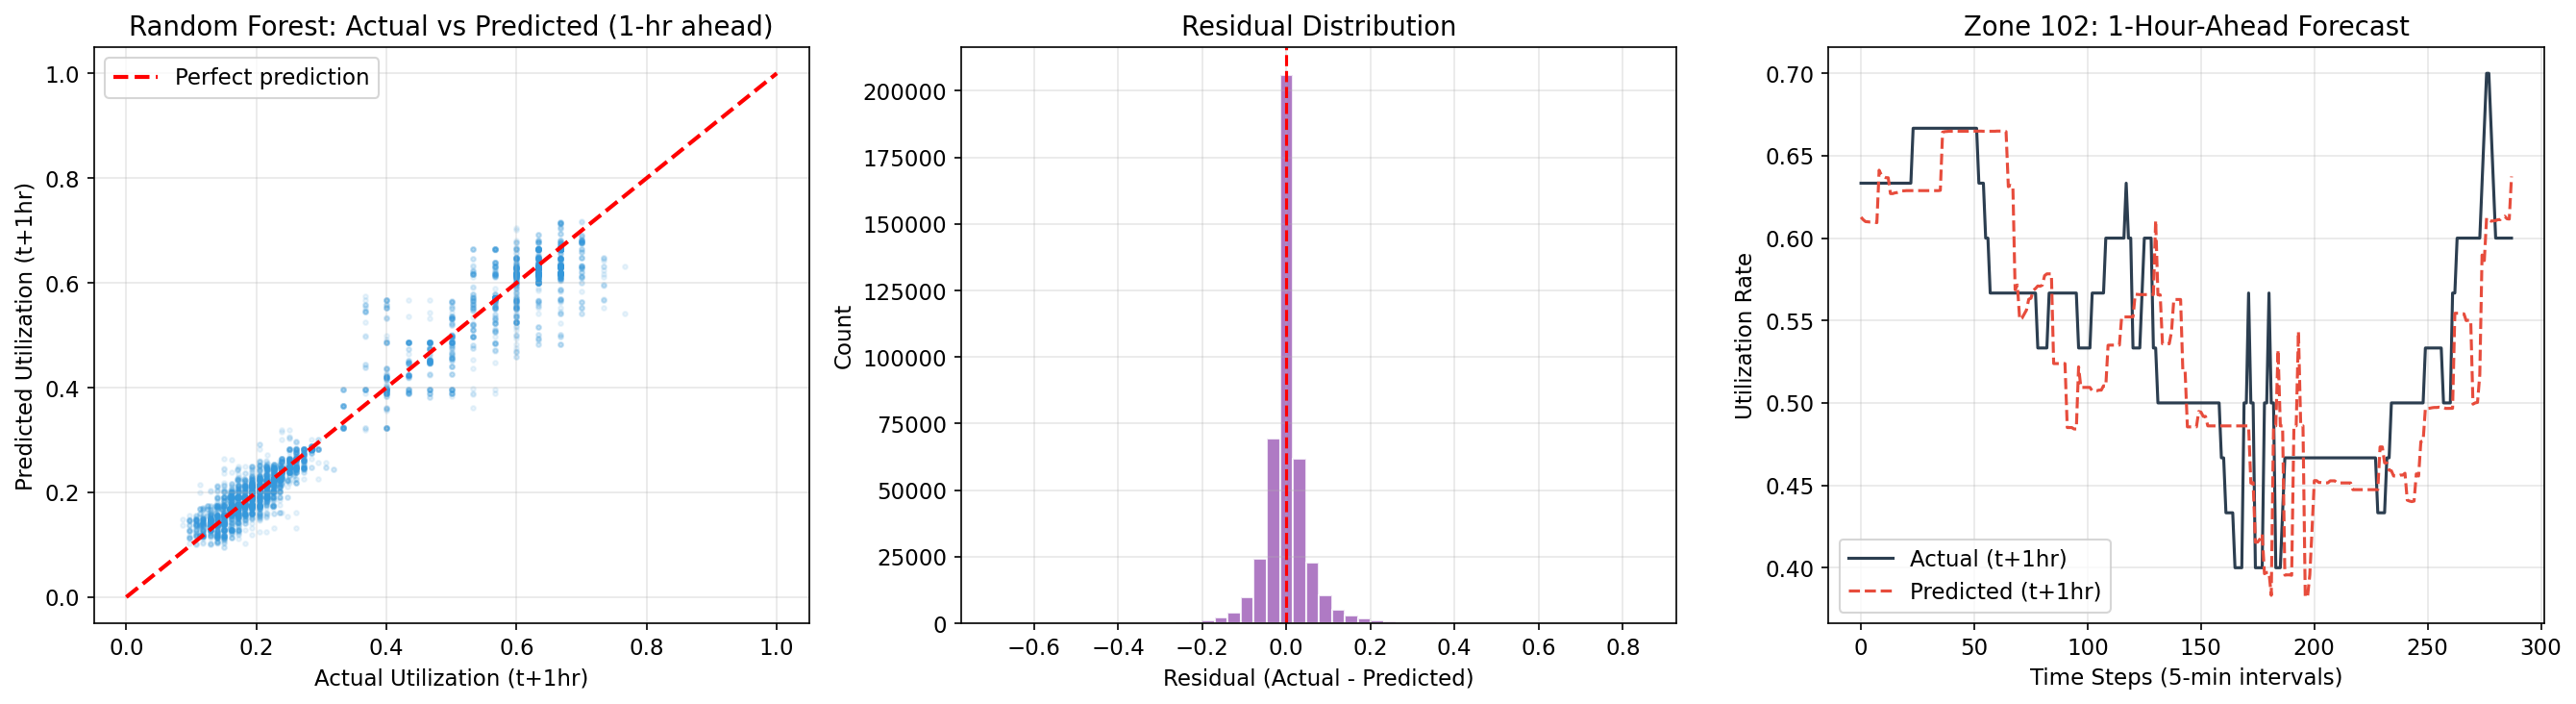 Random Forest: Actual vs Predicted (1-hr ahead)
Perfect prediction
1.0
0.8
0.6
0.4
0.2
0.0
Predicted Utilization (t+1hr)
0.0 0.2 0.4 0.6 0.8 1.0
Actual Utilization (t+1hr)
Residual Distribution
200000
175000
150000
125000
100000
75000
50000
25000
0
Count
−0.6 −0.4 −0.2 0.0 0.2 0.4 0.6 0.8
Residual (Actual - Predicted)
Zone 102: 1-Hour-Ahead Forecast
0.70
0.65
0.60
0.55
0.50
0.45
0.40
Utilization Rate
Actual (t+1hr)
Predicted (t+1hr)
0 50 100 150 200 250 300
Time Steps (5-min intervals)